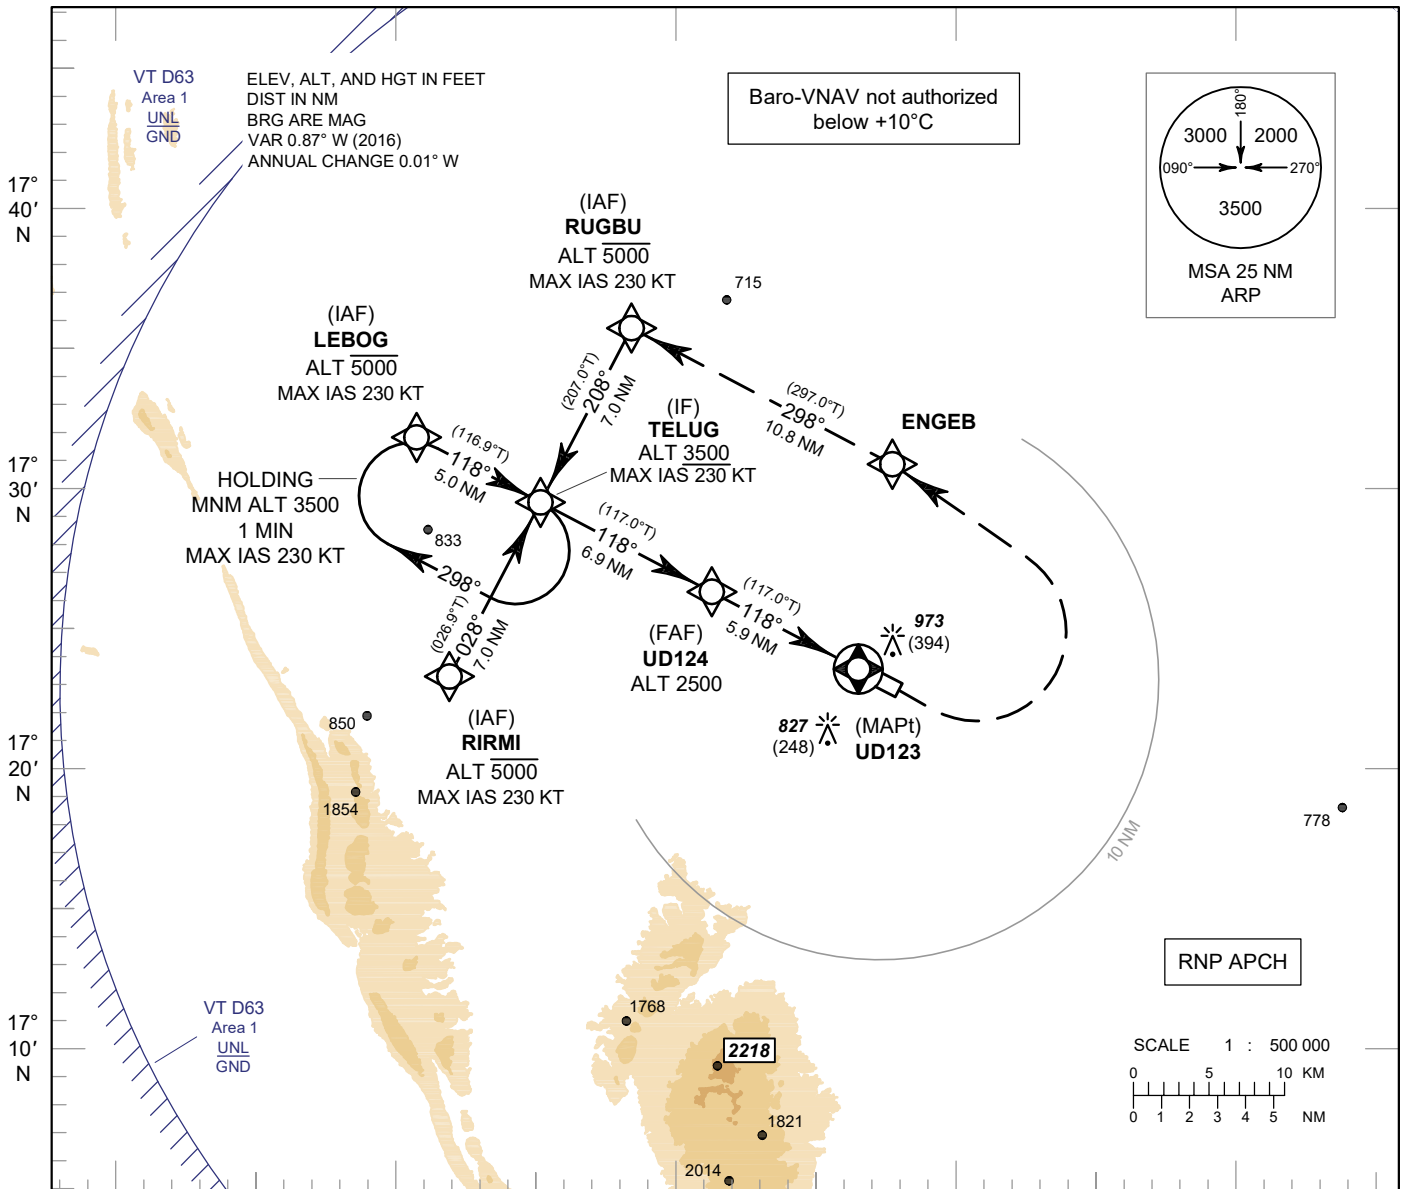 VT D63
Area 1
UNL
GND
ELEV, ALT, AND HGT IN FEET
DIST IN NM
BRG ARE MAG
VAR 0.87° W (2016)
ANNUAL CHANGE 0.01° W
Baro-VNAV not authorized
below +10°C
180°
3000
2000
090°
270°
3500
MSA 25 NM
ARP
17°
40′
N
(IAF)
RUGBU
ALT 5000
MAX IAS 230 KT
715
(IAF)
LEBOG
ALT 5000
MAX IAS 230 KT
(207.0°T)
208°
7.0 NM
(297.0°T)
298°
10.8 NM
ENGEB
(IF)
TELUG
ALT 3500
MAX IAS 230 KT
(116.9°T)
118°
5.0 NM
17°
30′
N
HOLDING
MNM ALT 3500
1 MIN
MAX IAS 230 KT
833
298°
(117.0°T)
118°
6.9 NM
(026.9°T)
028°
7.0 NM
(117.0°T)
118°
5.9 NM
(FAF)
UD124
ALT 2500
973
(394)
827
(248)
(MAPt)
UD123
850
(IAF)
RIRMI
ALT 5000
MAX IAS 230 KT
17°
20′
N
1854
778
10 NM
RNP APCH
VT D63
Area 1
UNL
GND
1768
17°
10′
N
2218
SCALE 1 : 500 000
0 5 10 KM
0 1 2 3 4 5 NM
1821
2014